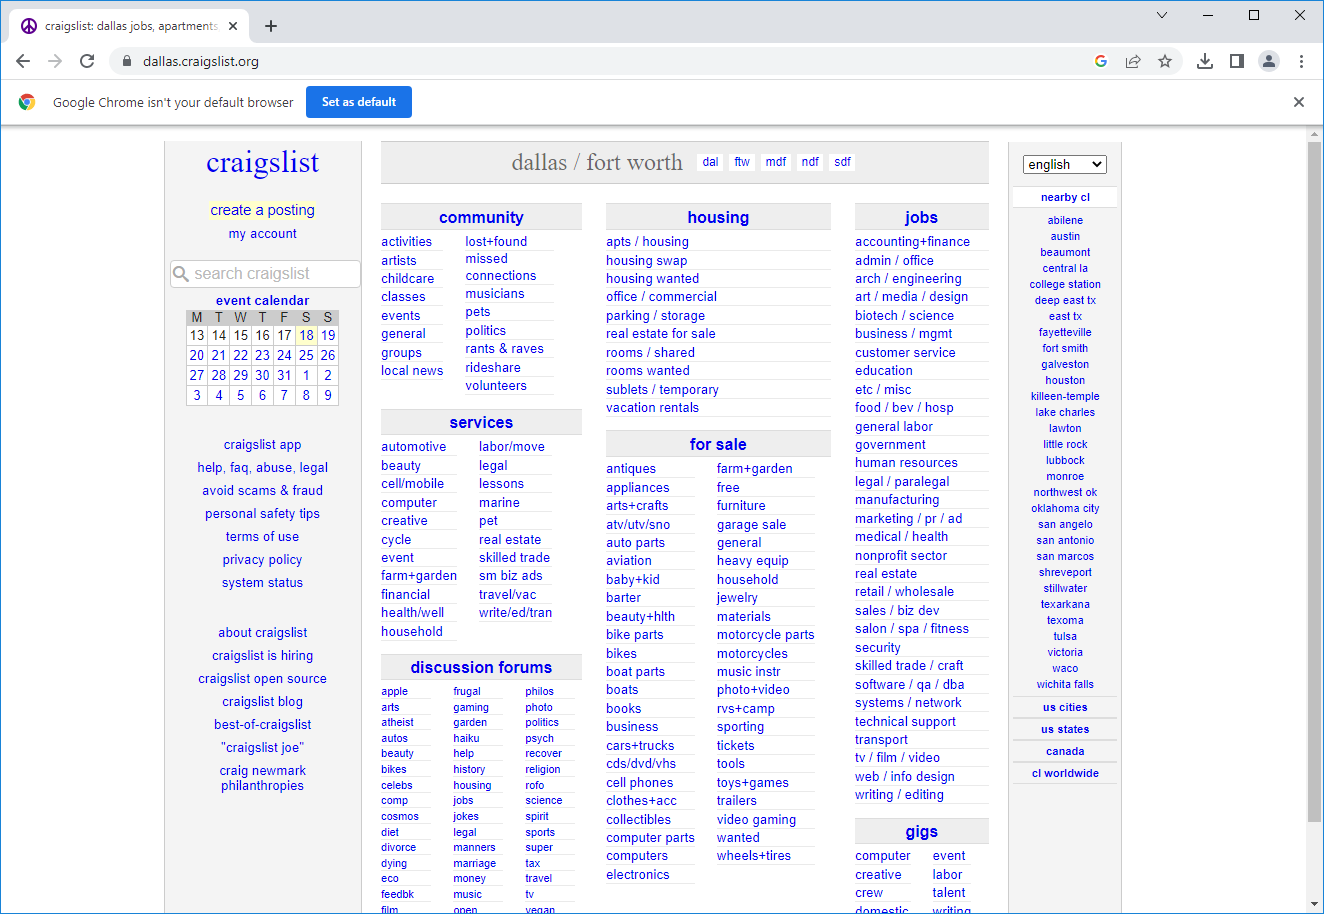 craigslist: dallas jobs, apartments
dallas.craigslist.org
Google Chrome isn't your default browser
Set as default
craigslist
create a posting
my account
search craigslist
event calendar
M T W T F S S
13 14 15 16 17 18 19
20 21 22 23 24 25 26
27 28 29 30 31 1 2
3 4 5 6 7 8 9
craigslist app
help, faq, abuse, legal
avoid scams & fraud
personal safety tips
terms of use
privacy policy
system status
about craigslist
craigslist is hiring
craigslist open source
craigslist blog
best-of-craigslist
"craigslist joe"
craig newmark
philanthropies
dallas / fort worth dal ftw mdf ndf sdf
community
activities
artists
childcare
classes
events
general
groups
local news
lost+found
missed
connections
musicians
pets
politics
rants & raves
rideshare
volunteers
services
automotive
beauty
cell/mobile
computer
creative
cycle
event
farm+garden
financial
health/well
household
labor/move
legal
lessons
marine
pet
real estate
skilled trade
sm biz ads
travel/vac
write/ed/tran
discussion forums
apple
arts
atheist
autos
beauty
bikes
celebs
comp
cosmos
diet
divorce
dying
eco
feedbk
film
frugal
gaming
garden
haiku
help
history
housing
jobs
jokes
legal
manners
marriage
money
music
open
philos
photo
politics
psych
recover
religion
rofo
science
spirit
sports
super
tax
travel
tv
vegan
housing
apts / housing
housing swap
housing wanted
office / commercial
parking / storage
real estate for sale
rooms / shared
rooms wanted
sublets / temporary
vacation rentals
for sale
antiques
appliances
arts+crafts
atv/utv/sno
auto parts
aviation
baby+kid
barter
beauty+hlth
bike parts
bikes
boat parts
boats
books
business
cars+trucks
cds/dvd/vhs
cell phones
clothes+acc
collectibles
computer parts
computers
electronics
farm+garden
free
furniture
garage sale
general
heavy equip
household
jewelry
materials
motorcycle parts
motorcycles
music instr
photo+video
rvs+camp
sporting
tickets
tools
toys+games
trailers
video gaming
wanted
wheels+tires
jobs
accounting+finance
admin / office
arch / engineering
art / media / design
biotech / science
business / mgmt
customer service
education
etc / misc
food / bev / hosp
general labor
government
human resources
legal / paralegal
manufacturing
marketing / pr / ad
medical / health
nonprofit sector
real estate
retail / wholesale
sales / biz dev
salon / spa / fitness
security
skilled trade / craft
software / qa / dba
systems / network
technical support
transport
tv / film / video
web / info design
writing / editing
gigs
computer
creative
crew
domestic
event
labor
talent
writing
english
nearby cl
abilene
austin
beaumont
central la
college station
deep east tx
east tx
fayetteville
fort smith
galveston
houston
killeen-temple
lake charles
lawton
little rock
lubbock
monroe
northwest ok
oklahoma city
san angelo
san antonio
san marcos
shreveport
stillwater
texarkana
texoma
tulsa
victoria
waco
wichita falls
us cities
us states
canada
cl worldwide